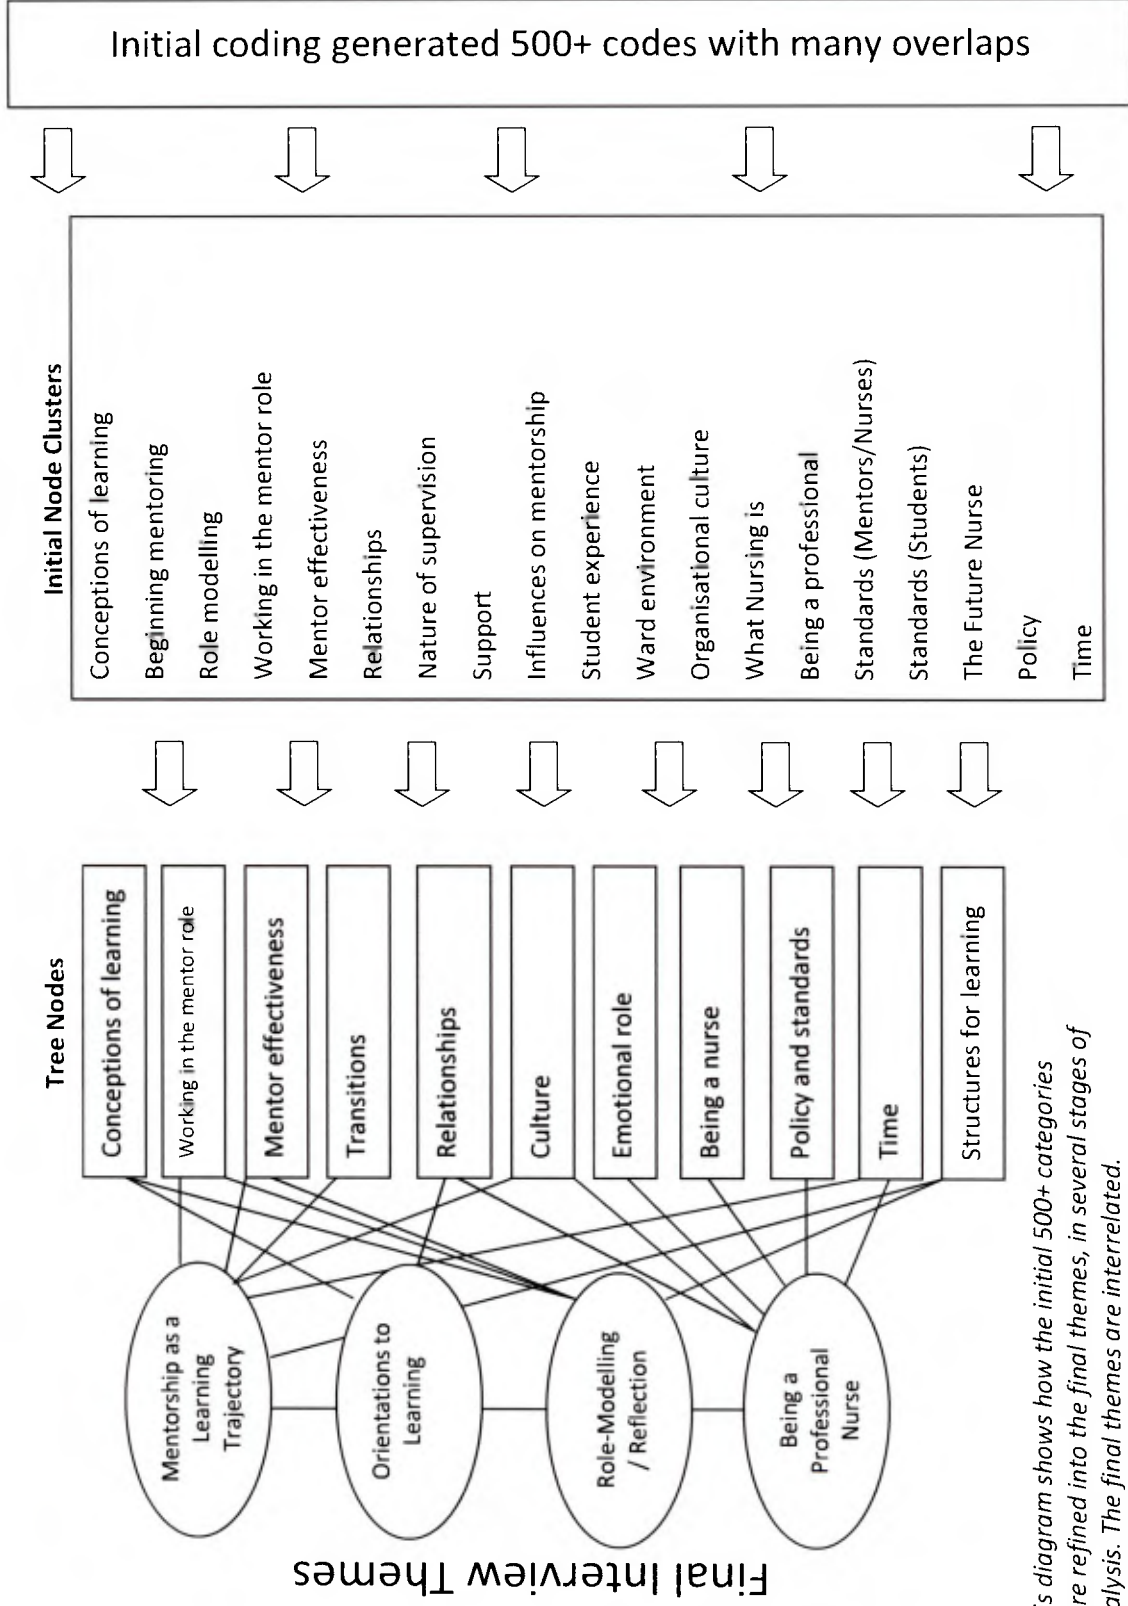 Initial coding generated 500+ codes with many overlaps
Initial Node Clusters
Conceptions of learning
Beginning mentoring
Role modelling
Working in the mentor role
Mentor effectiveness
Relationships
Nature of supervision
Support
Influences on mentorship
Student experience
Ward environment
Organisational culture
What Nursing is
Being a professional
Standards (Mentors/Nurses)
Standards (Students)
The Future Nurse
Policy
Time
Tree Nodes
Conceptions of learning
Working in the mentor role
Mentor effectiveness
Transitions
Relationships
Culture
Emotional role
Being a nurse
Policy and standards
Time
Structures for learning
Final Interview Themes
Mentorship as a
Learning
Trajectory
Orientations to
Learning
Role-Modelling
/ Reflection
Being a
Professional
Nurse
diagram shows how the initial 500+ categories
refined into the final themes, in several stages of
The final themes are interrelated.